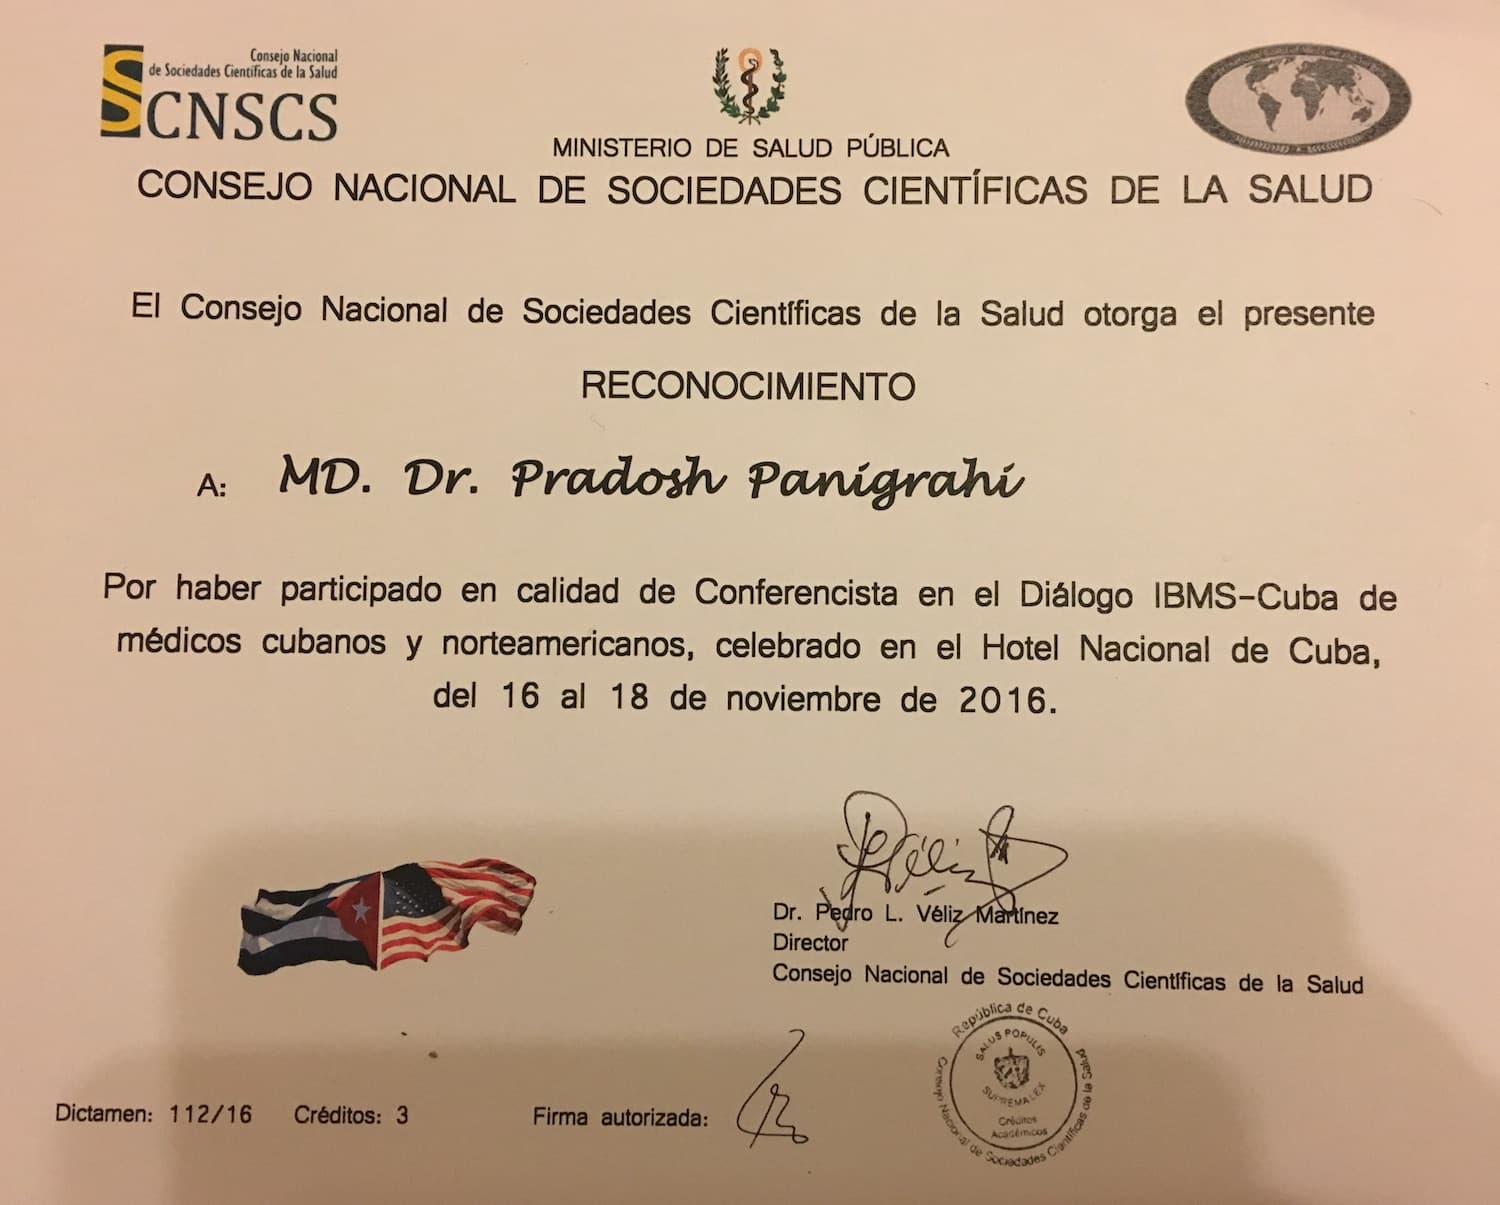 Consejo Nacional
de Sociedades Científicas de la Salud
CNSCS
MINISTERIO DE SALUD PÚBLICA
CONSEJO NACIONAL DE SOCIEDADES CIENTÍFICAS DE LA SALUD
El Consejo Nacional de Sociedades Científicas de la Salud otorga el presente
RECONOCIMIENTO
A: MD. Dr. Pradosh Panigrahi
Por haber participado en calidad de Conferencista en el Diálogo IBMS-Cuba de
médicos cubanos y norteamericanos, celebrado en el Hotel Nacional de Cuba,
del 16 al 18 de noviembre de 2016.
Dr. Pedro L. Véliz Martínez
Director
Consejo Nacional de Sociedades Científicas de la Salud
República de Cuba
Consejo Nacional de Sociedades Científicas de la Salud
SALUS POPULIS
SUPREMA LEX
Créditos
Académicos
Dictamen: 112/16 Créditos: 3 Firma autorizada: